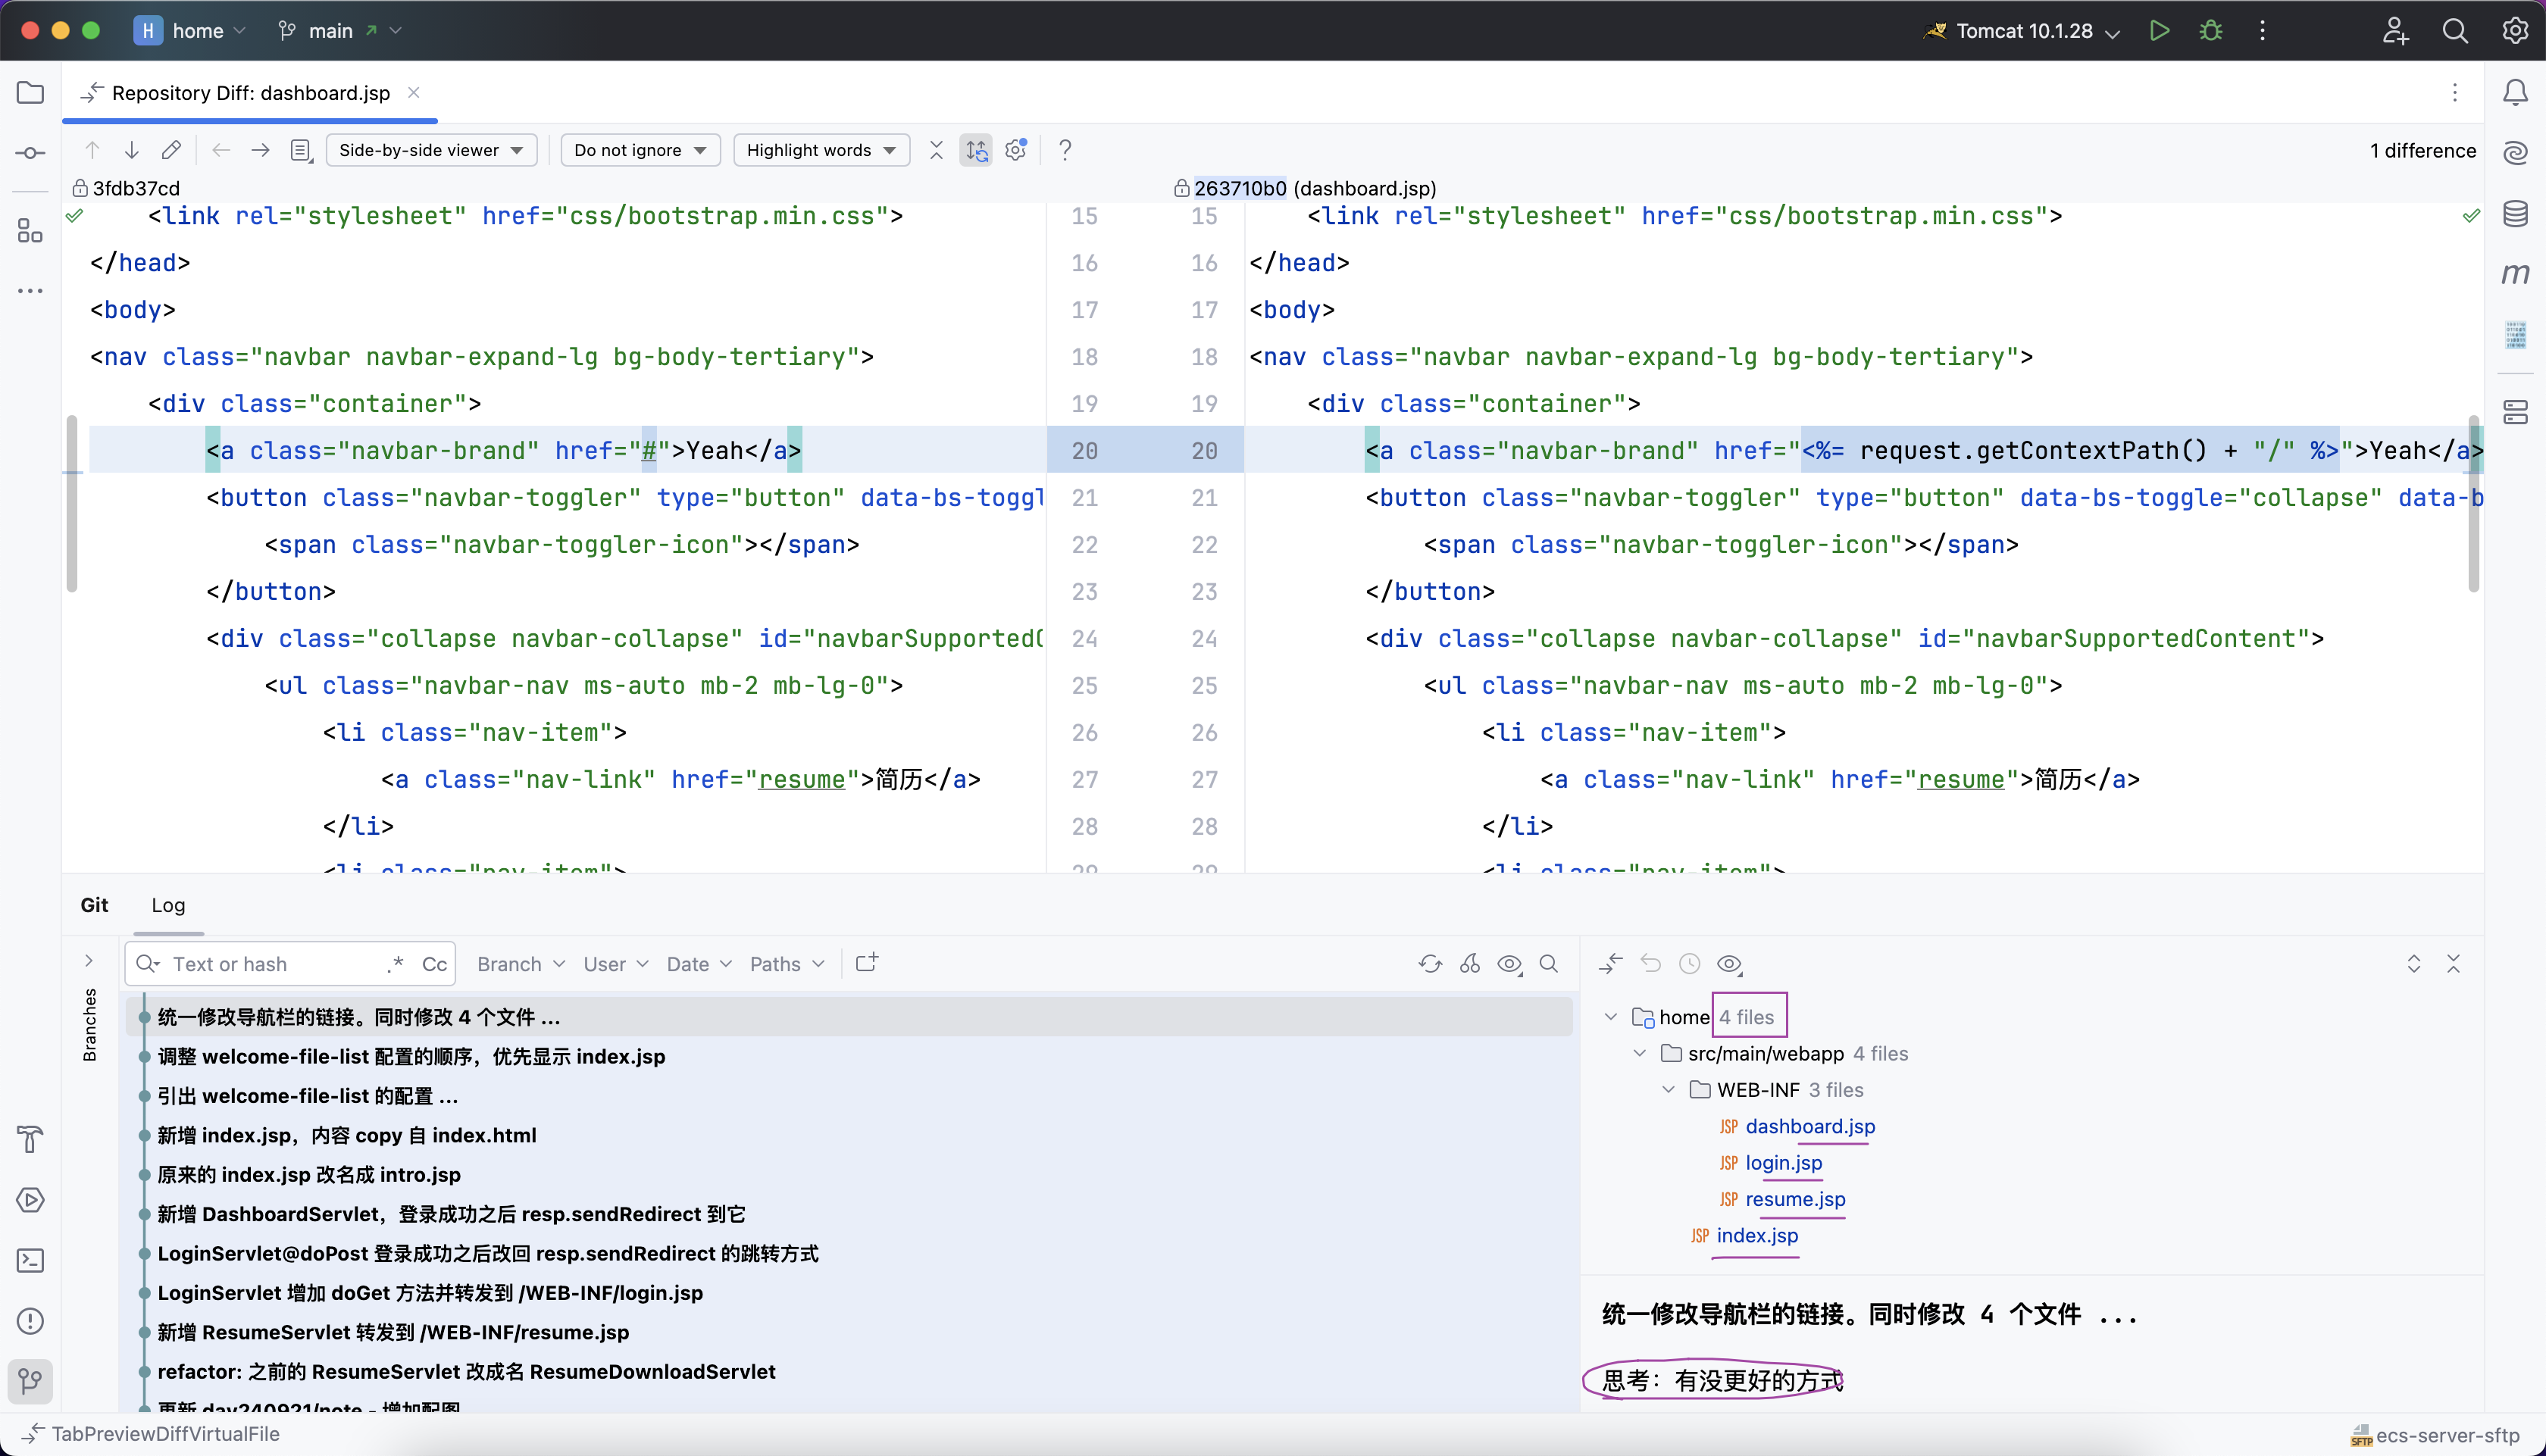 H home main Tomcat 10.1.28
Repository Diff: dashboard.jsp
Side-by-side viewer Do not ignore Highlight words ? 1 difference
3fdb37cd
<link rel="stylesheet" href="css/bootstrap.min.css">
</head>
<body>
<nav class="navbar navbar-expand-lg bg-body-tertiary">
<div class="container">
<a class="navbar-brand" href="#">Yeah</a>
<button class="navbar-toggler" type="button" data-bs-toggl
<span class="navbar-toggler-icon"></span>
</button>
<div class="collapse navbar-collapse" id="navbarSupported
<ul class="navbar-nav ms-auto mb-2 mb-lg-0">
<li class="nav-item">
<a class="nav-link" href="resume">简历</a>
</li>
<li class="nav-item">
15 15
16 16
17 17
18 18
19 19
20 20
21 21
22 22
23 23
24 24
25 25
26 26
27 27
28 28
29 29
263710b0 (dashboard.jsp)
<link rel="stylesheet" href="css/bootstrap.min.css">
</head>
<body>
<nav class="navbar navbar-expand-lg bg-body-tertiary">
<div class="container">
<a class="navbar-brand" href="<%= request.getContextPath() + "/" %>">Yeah</a>
<button class="navbar-toggler" type="button" data-bs-toggle="collapse" data-b
<span class="navbar-toggler-icon"></span>
</button>
<div class="collapse navbar-collapse" id="navbarSupportedContent">
<ul class="navbar-nav ms-auto mb-2 mb-lg-0">
<li class="nav-item">
<a class="nav-link" href="resume">简历</a>
</li>
<li class="nav-item">
m
Git Log
Branches
Text or hash .* Cc Branch User Date Paths
统一修改导航栏的链接。同时修改 4 个文件 ...
调整 welcome-file-list 配置的顺序，优先显示 index.jsp
引出 welcome-file-list 的配置 ...
新增 index.jsp，内容 copy 自 index.html
原来的 index.jsp 改名成 intro.jsp
新增 DashboardServlet，登录成功之后 resp.sendRedirect 到它
LoginServlet@doPost 登录成功之后改回 resp.sendRedirect 的跳转方式
LoginServlet 增加 doGet 方法并转发到 /WEB-INF/login.jsp
新增 ResumeServlet 转发到 /WEB-INF/resume.jsp
refactor: 之前的 ResumeServlet 改成名 ResumeDownloadServlet
更新 day240921/note - 增加配图
home 4 files
src/main/webapp 4 files
WEB-INF 3 files
JSP dashboard.jsp
JSP login.jsp
JSP resume.jsp
JSP index.jsp
统一修改导航栏的链接。同时修改 4 个文件 ...
思考：有没更好的方式
TabPreviewDiffVirtualFile
SFTP ecs-server-sftp